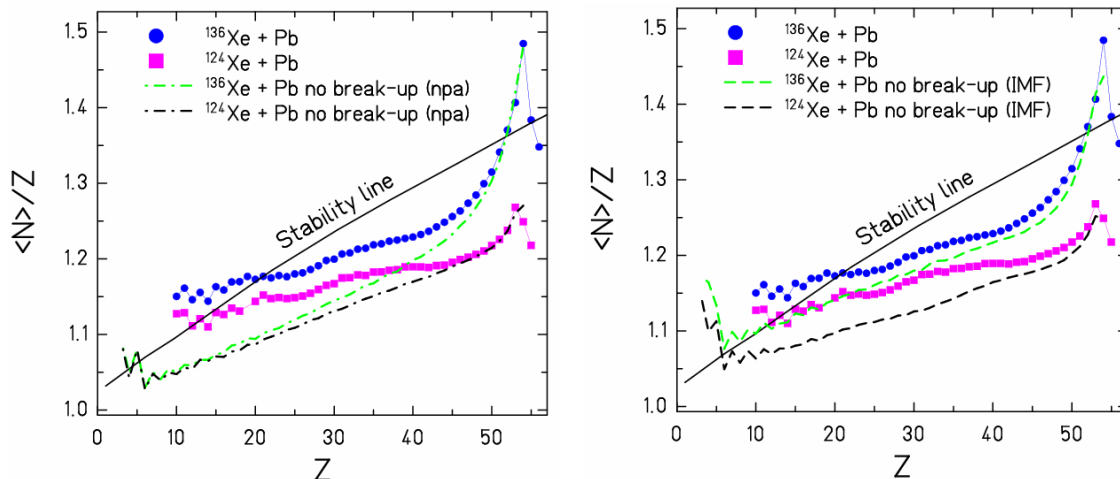 1.5
1.4
1.3
1.2
1.1
1.0
<N>/Z
¹³⁶Xe + Pb
¹²⁴Xe + Pb
¹³⁶Xe + Pb no break-up (npa)
¹²⁴Xe + Pb no break-up (npa)
Stability line
0 10 20 30 40 50
Z
1.5
1.4
1.3
1.2
1.1
1.0
<N>/Z
¹³⁶Xe + Pb
¹²⁴Xe + Pb
¹³⁶Xe + Pb no break-up (IMF)
¹²⁴Xe + Pb no break-up (IMF)
Stability line
0 10 20 30 40 50
Z